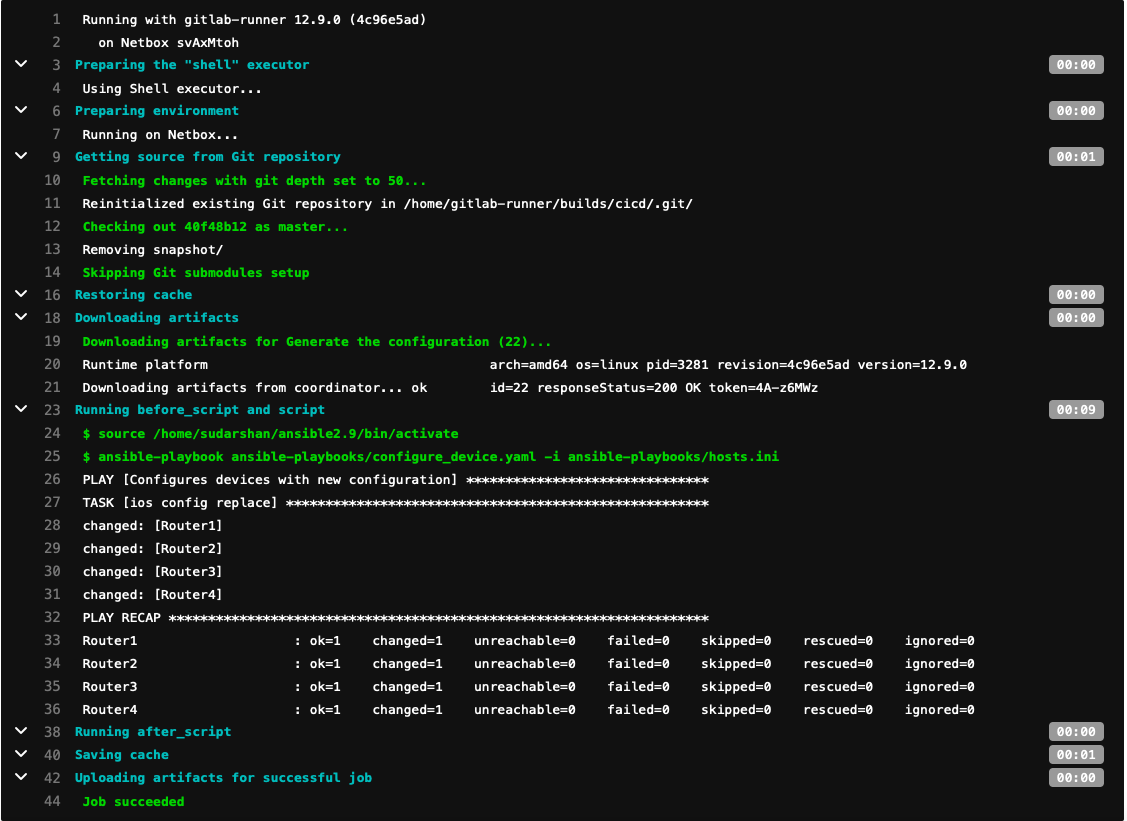 1 Running with gitlab-runner 12.9.0 (4c96e5ad)
2 on Netbox svAxMtoh
3 Preparing the "shell" executor 00:00
4 Using Shell executor...
6 Preparing environment 00:00
7 Running on Netbox...
9 Getting source from Git repository 00:01
10 Fetching changes with git depth set to 50...
11 Reinitialized existing Git repository in /home/gitlab-runner/builds/cicd/.git/
12 Checking out 40f48b12 as master...
13 Removing snapshot/
14 Skipping Git submodules setup
16 Restoring cache 00:00
18 Downloading artifacts 00:00
19 Downloading artifacts for Generate the configuration (22)...
20 Runtime platform arch=amd64 os=linux pid=3281 revision=4c96e5ad version=12.9.0
21 Downloading artifacts from coordinator... ok id=22 responseStatus=200 OK token=4A-z6MWz
23 Running before_script and script 00:09
24 $ source /home/sudarshan/ansible2.9/bin/activate
25 $ ansible-playbook ansible-playbooks/configure_device.yaml -i ansible-playbooks/hosts.ini
26 PLAY [Configures devices with new configuration] *******************************
27 TASK [ios config replace] ******************************************************
28 changed: [Router1]
29 changed: [Router2]
30 changed: [Router3]
31 changed: [Router4]
32 PLAY RECAP *********************************************************************
33 Router1 : ok=1 changed=1 unreachable=0 failed=0 skipped=0 rescued=0 ignored=0
34 Router2 : ok=1 changed=1 unreachable=0 failed=0 skipped=0 rescued=0 ignored=0
35 Router3 : ok=1 changed=1 unreachable=0 failed=0 skipped=0 rescued=0 ignored=0
36 Router4 : ok=1 changed=1 unreachable=0 failed=0 skipped=0 rescued=0 ignored=0
38 Running after_script 00:00
40 Saving cache 00:01
42 Uploading artifacts for successful job 00:00
44 Job succeeded